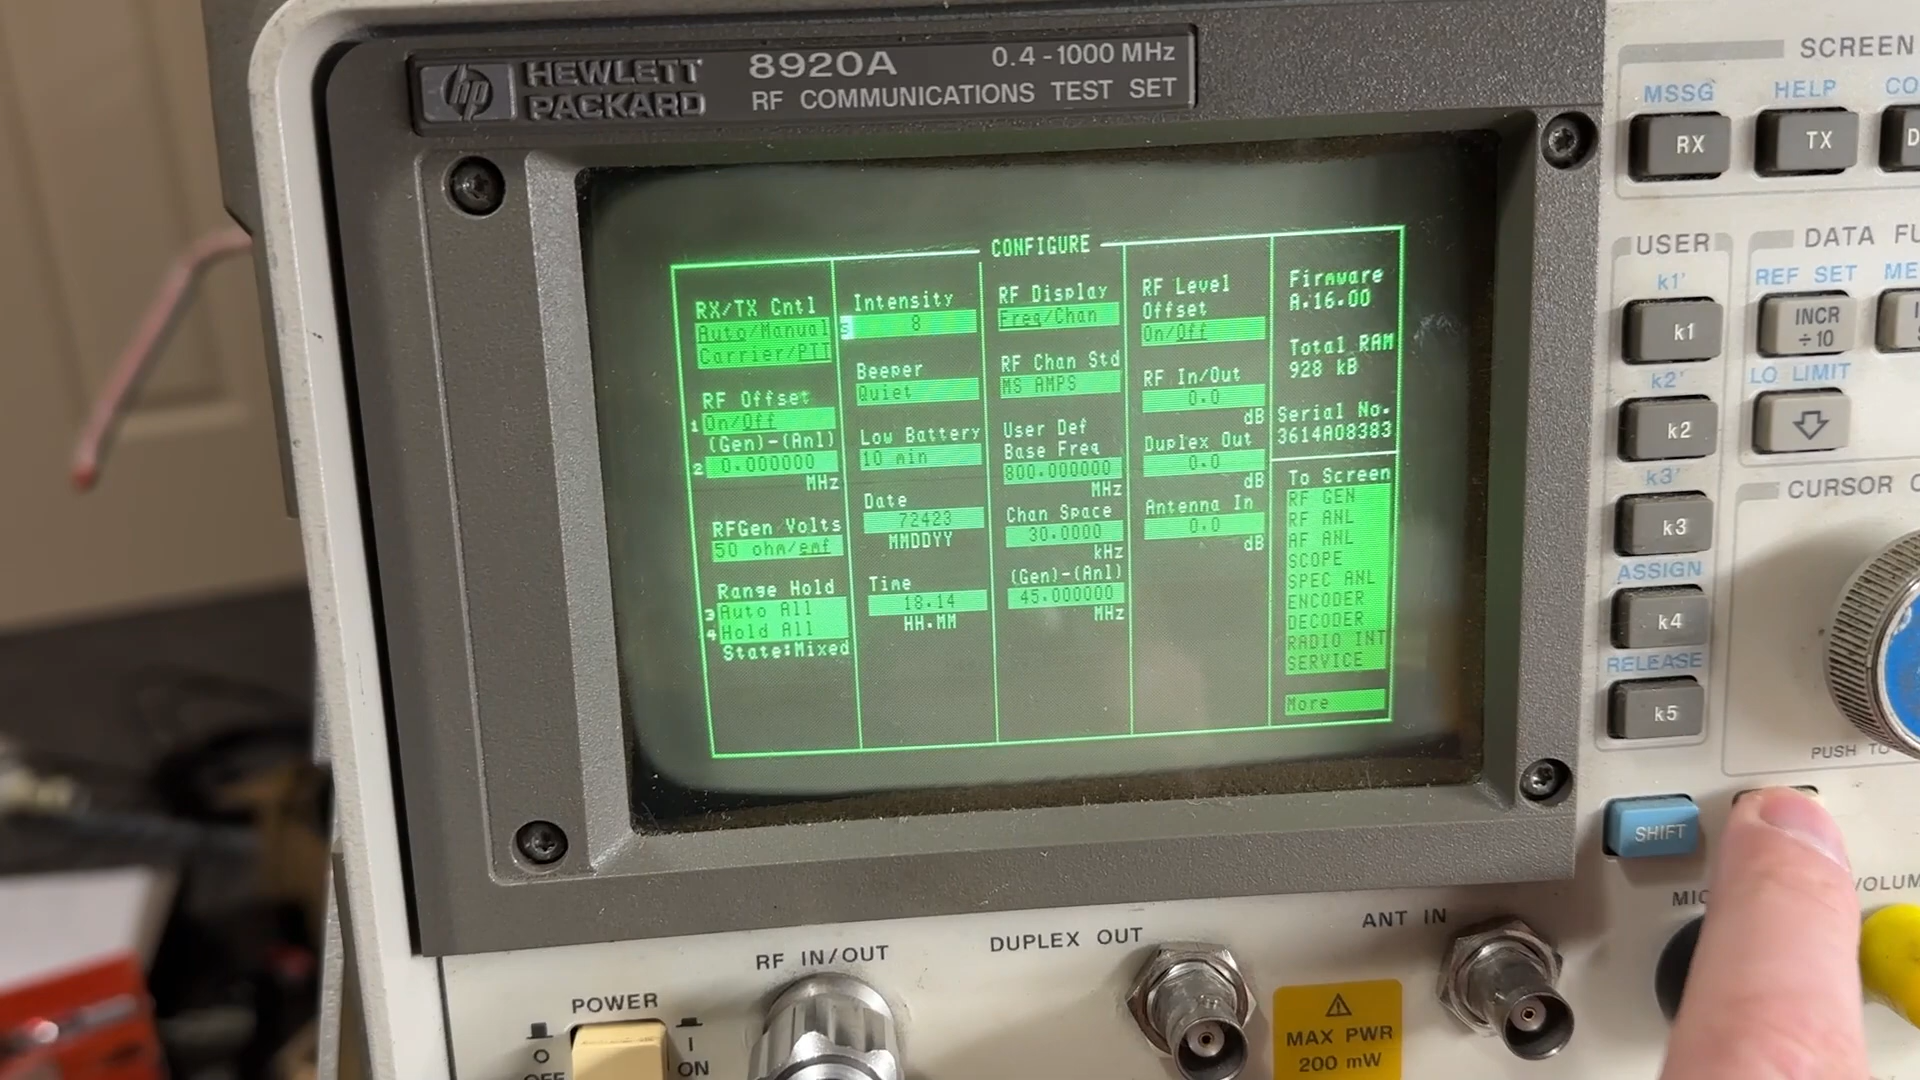 hp HEWLETT PACKARD
8920A 0.4-1000 MHz
RF COMMUNICATIONS TEST SET
CONFIGURE
RX/TX Cntl
Auto/Manual
Carrier/PTT
RF Offset
1 On/Off
(Gen)-(Anl)
2 0.000000
MHz
RFGen Volts
50 ohm/emf
Range Hold
3 Auto All
4 Hold All
State:Mixed
Intensity
8
Beeper
Quiet
Low Battery
10 min
Date
72423
MMDDYY
Time
18.14
HH.MM
RF Display
Freq/Chan
RF Chan Std
MS AMPS
User Def
Base Freq
800.000000
MHz
Chan Space
30.0000
kHz
(Gen)-(Anl)
45.000000
MHz
RF Level
Offset
On/Off
RF In/Out
0.0
dB
Duplex Out
0.0
dB
Antenna In
0.0
dB
Firmware
A.16.00
Total RAM
928 kB
Serial No.
3614A08383
To Screen
RF GEN
RF ANL
AF ANL
SCOPE
SPEC ANL
ENCODER
DECODER
RADIO INT
SERVICE
More
SCREEN
MSSG HELP
RX TX
USER
k1'
k1
k2'
k2
k3'
k3
ASSIGN
k4
RELEASE
k5
DATA
REF SET
INCR
÷10
LO LIMIT
CURSOR
PUSH TO
SHIFT
POWER
O
OFF
I
ON
RF IN/OUT
DUPLEX OUT
ANT IN
MAX PWR
200 mW